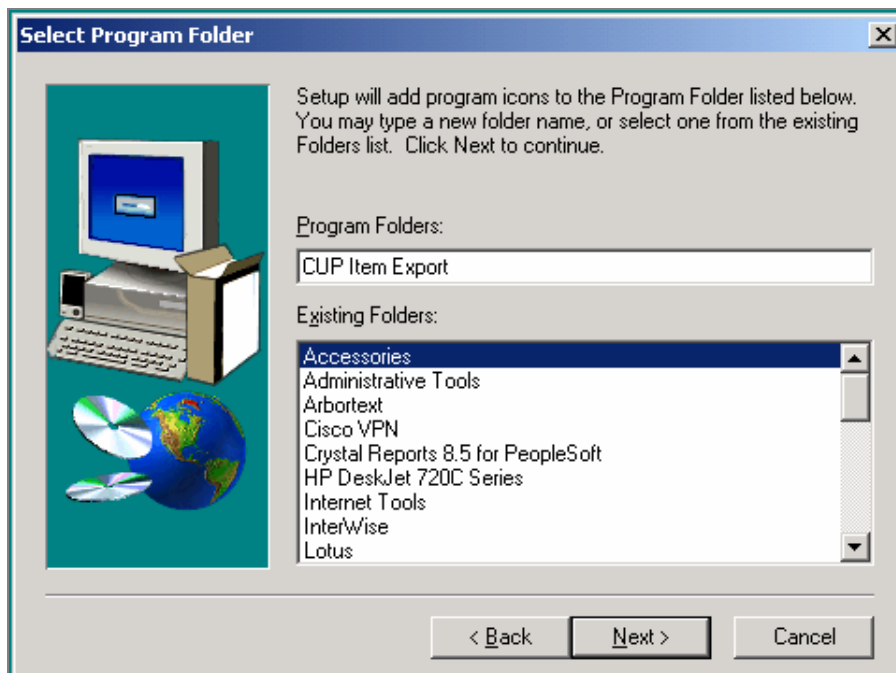 Select Program Folder
Setup will add program icons to the Program Folder listed below.
You may type a new folder name, or select one from the existing
Folders list. Click Next to continue.
Program Folders:
CUP Item Export
Existing Folders:
Accessories
Administrative Tools
Arbortext
Cisco VPN
Crystal Reports 8.5 for PeopleSoft
HP DeskJet 720C Series
Internet Tools
InterWise
Lotus
< Back
Next >
Cancel